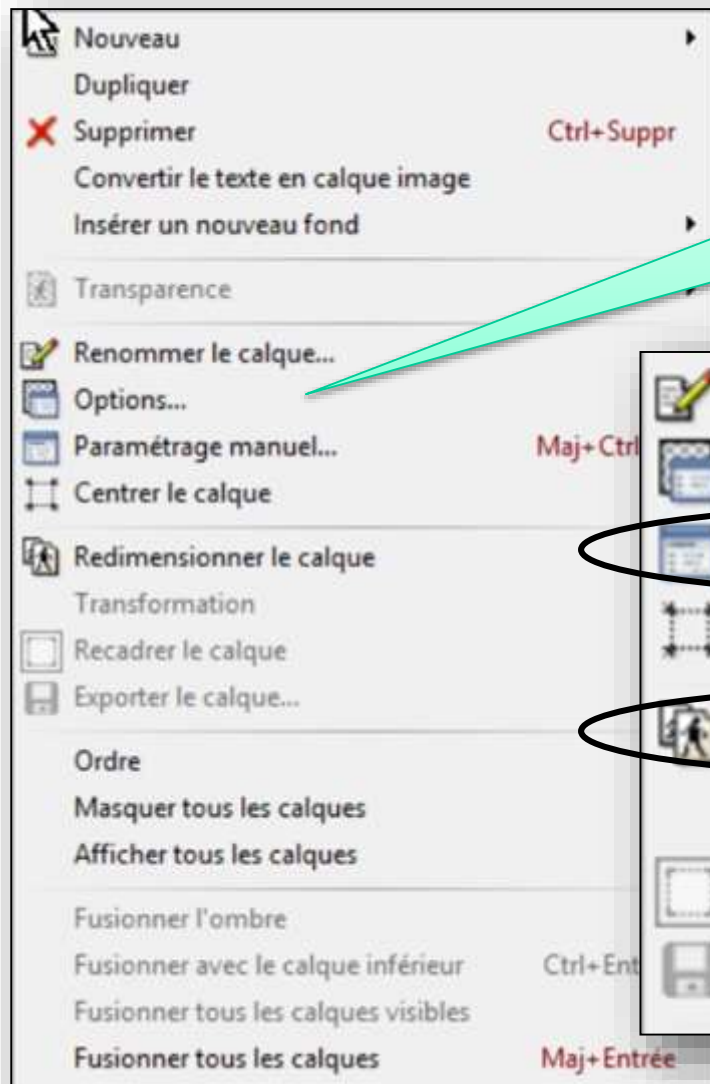 Nouveau
Dupliquer
Supprimer Ctrl+Suppr
Convertir le texte en calque image
Insérer un nouveau fond
Transparence
Renommer le calque...
Options...
Paramétrage manuel... Maj+Ctrl
Centrer le calque
Redimensionner le calque
Transformation
Recadrer le calque
Exporter le calque...
Ordre
Masquer tous les calques
Afficher tous les calques
Fusionner l'ombre
Fusionner avec le calque inférieur Ctrl+Ent
Fusionner tous les calques visibles
Fusionner tous les calques Maj+Entrée